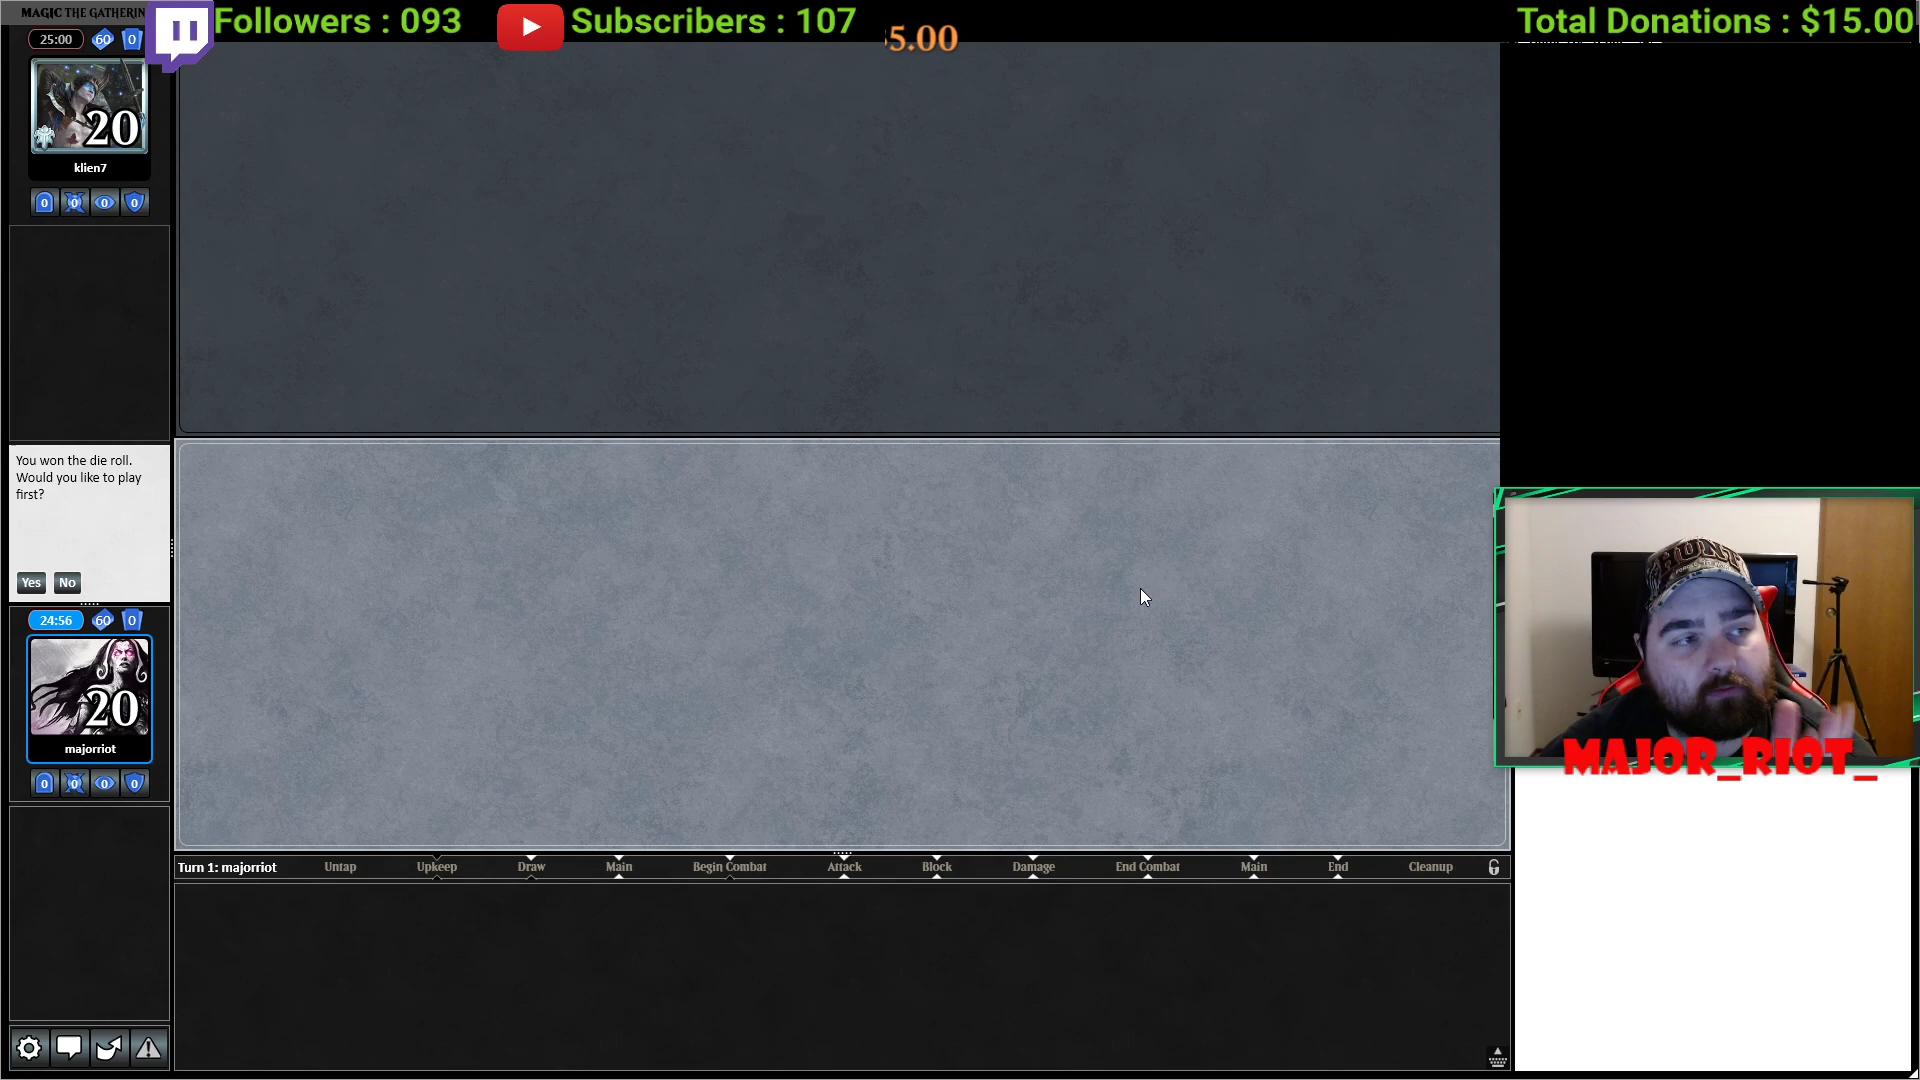 MAGIC THE GATHERIN
Followers : 093
Subscribers : 107
5.00
Total Donations : $15.00
25:00
60
0
20
klien7
0
0
0
0
You won the die roll.
Would you like to play
first?
Yes
No
24:56
60
0
20
majorriot
0
0
0
0
HUNT
MAJOR_RIOT_
Turn 1: majorriot
Untap
Upkeep
Draw
Main
Begin Combat
Attack
Block
Damage
End Combat
Main
End
Cleanup